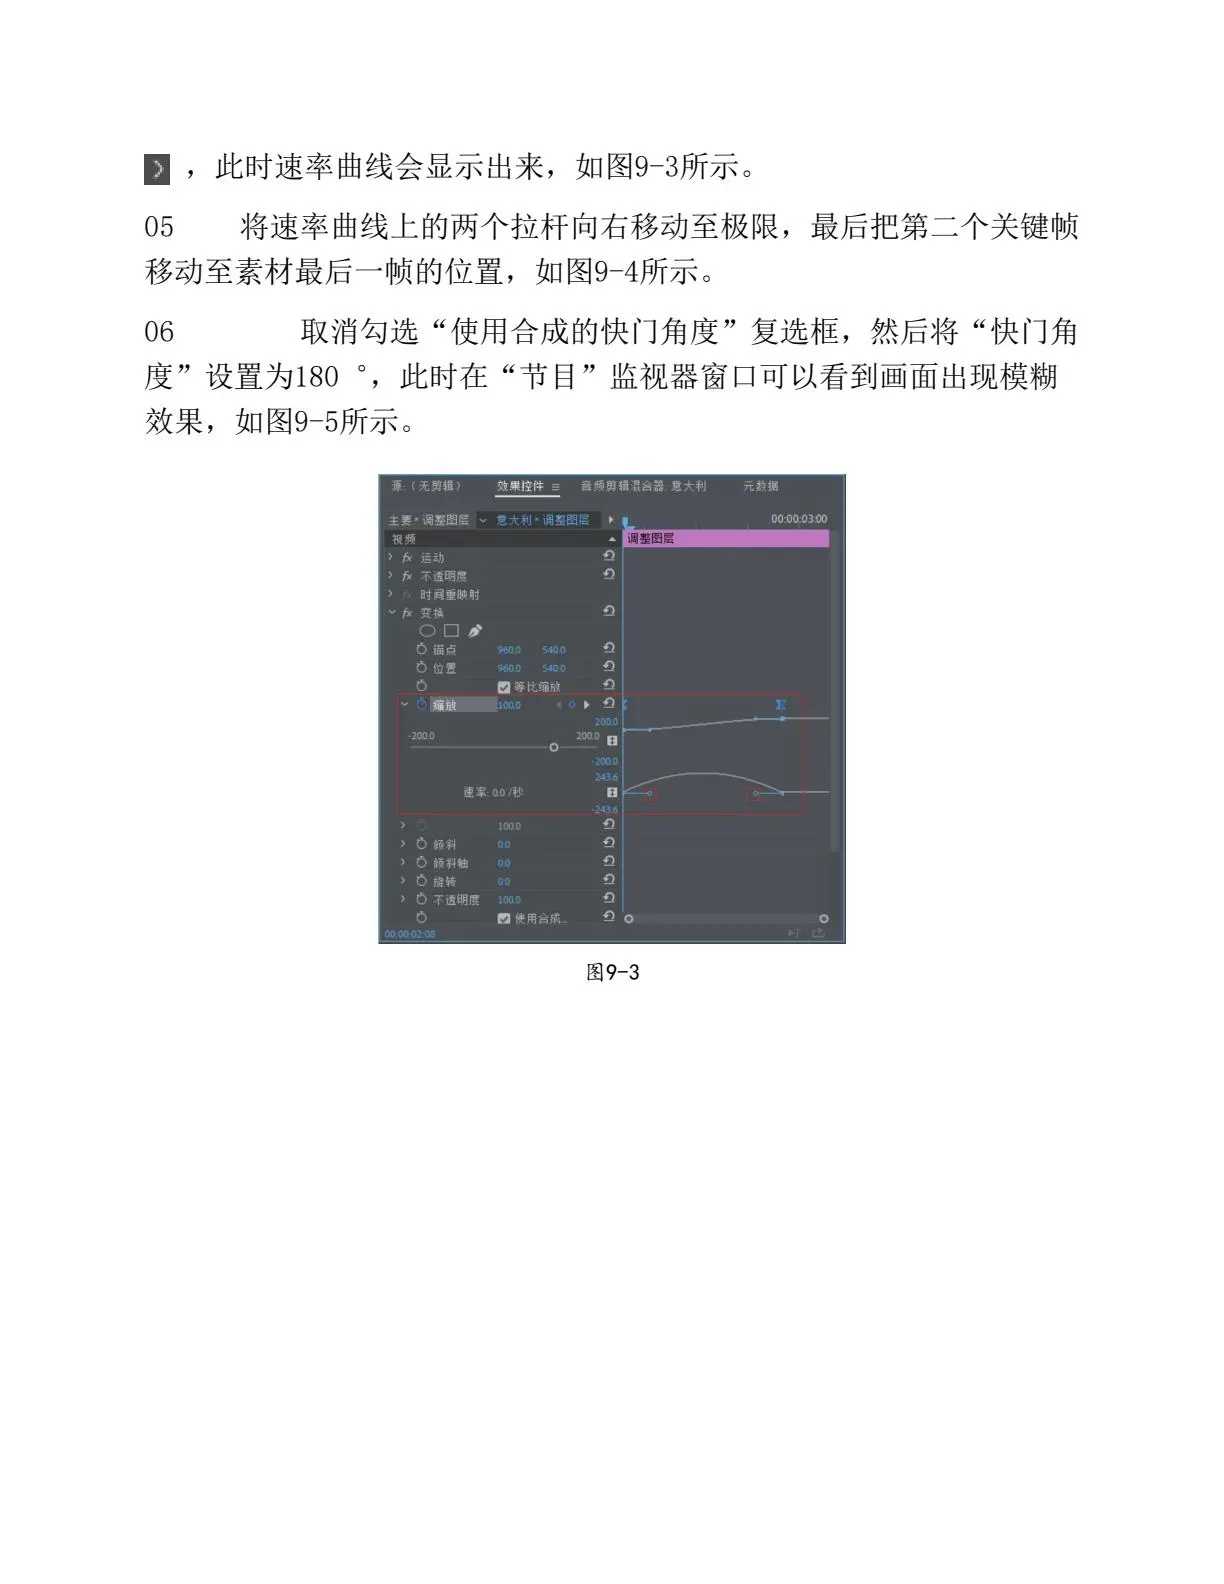 ，此时速率曲线会显示出来，如图9-3所示。
05 将速率曲线上的两个拉杆向右移动至极限，最后把第二个关键帧
移动至素材最后一帧的位置，如图9-4所示。
06 取消勾选“使用合成的快门角度”复选框，然后将“快门角
度”设置为180 °，此时在“节目”监视器窗口可以看到画面出现模糊
效果，如图9-5所示。
源:（无剪辑） 效果控件 音频剪辑混合器: 意大利 元数据
主要 * 调整图层 意大利 * 调整图层 00:00:03:00
视频 调整图层
fx 运动
fx 不透明度
fx 时间重映射
fx 变换
锚点 960.0 540.0
位置 960.0 540.0
等比缩放
缩放 100.0
200.0
-200.0 200.0
-200.0
243.6
速率: 0.0 /秒
-243.6
100.0
倾斜 0.0
倾斜轴 0.0
旋转 0.0
不透明度 100.0
使用合成...
00:00:02:08
图9-3